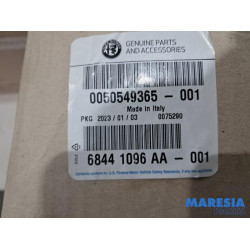 GENUINE PARTS
AND ACCESSORIES
0050549365 - 001
Made in Italy
PKG 2023 / 01 / 03 0075290
6844 1096 AA - 001
MARESIA